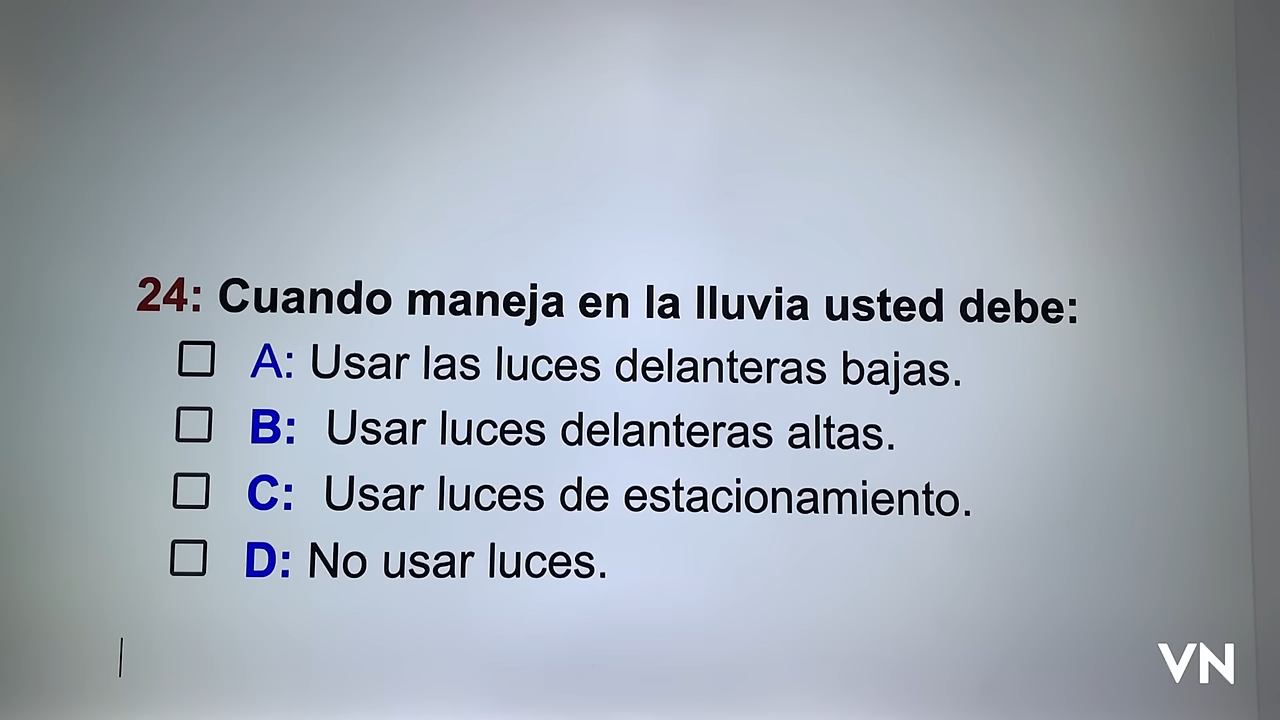 24: Cuando maneja en la lluvia usted debe:
A: Usar las luces delanteras bajas.
B: Usar luces delanteras altas.
C: Usar luces de estacionamiento.
D: No usar luces.
VN